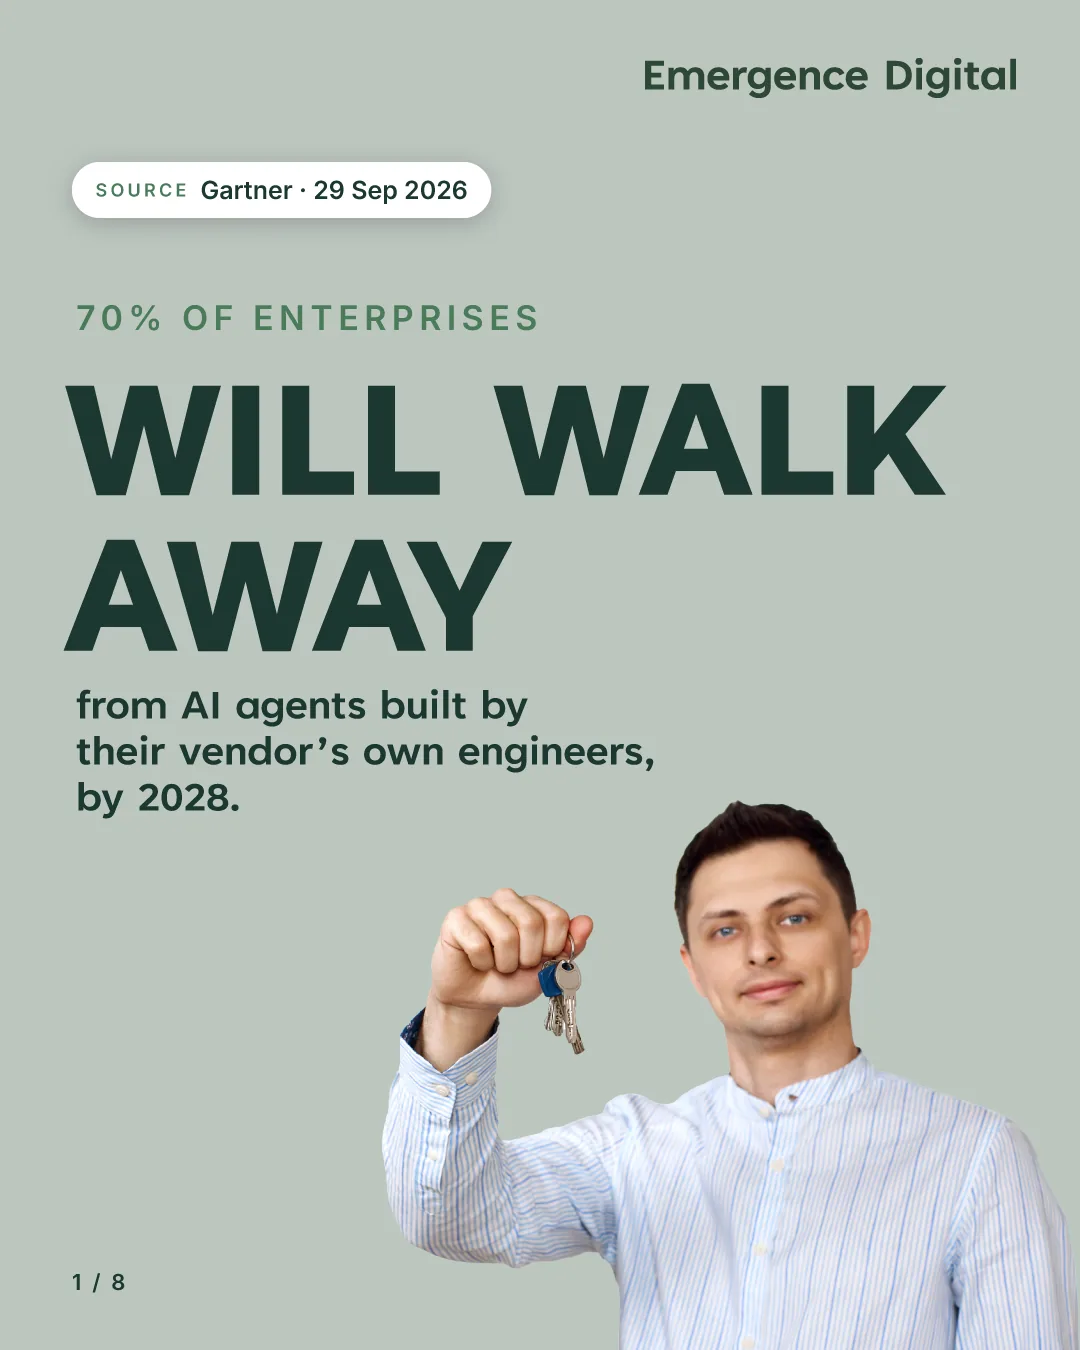 Emergence Digital
SOURCE Gartner · 29 Sep 2026
70% OF ENTERPRISES
WILL WALK
AWAY
from AI agents built by
their vendor’s own engineers,
by 2028.
1 / 8